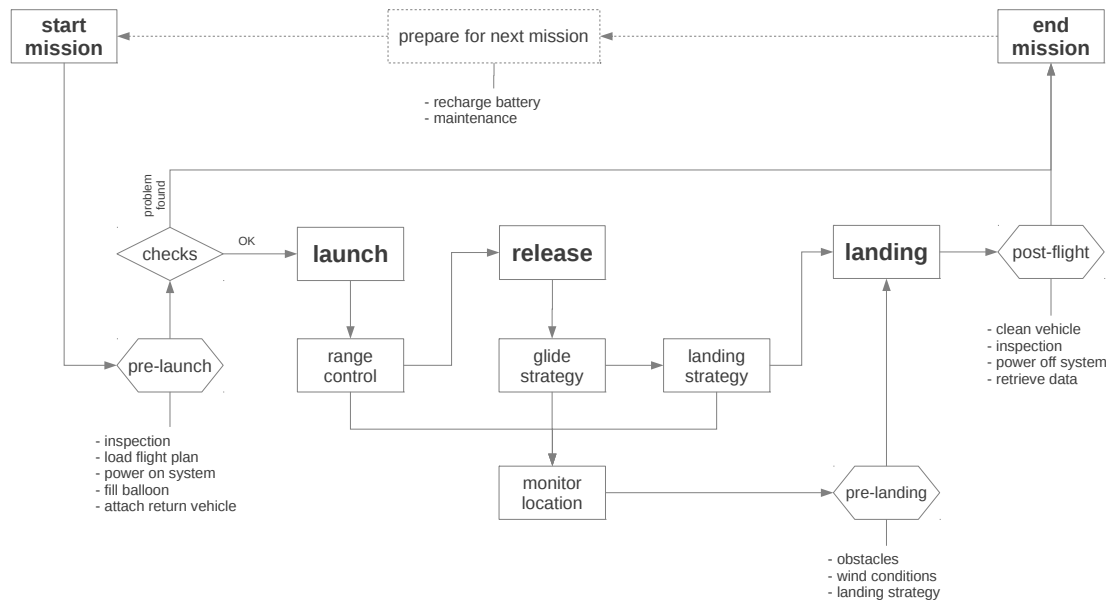 start
mission
prepare for next mission
end
mission
- recharge battery
- maintenance
problem
found
checks
OK
launch
release
landing
post-flight
pre-launch
range
control
glide
strategy
landing
strategy
- clean vehicle
- inspection
- power off system
- retrieve data
- inspection
- load flight plan
- power on system
- fill balloon
- attach return vehicle
monitor
location
pre-landing
- obstacles
- wind conditions
- landing strategy